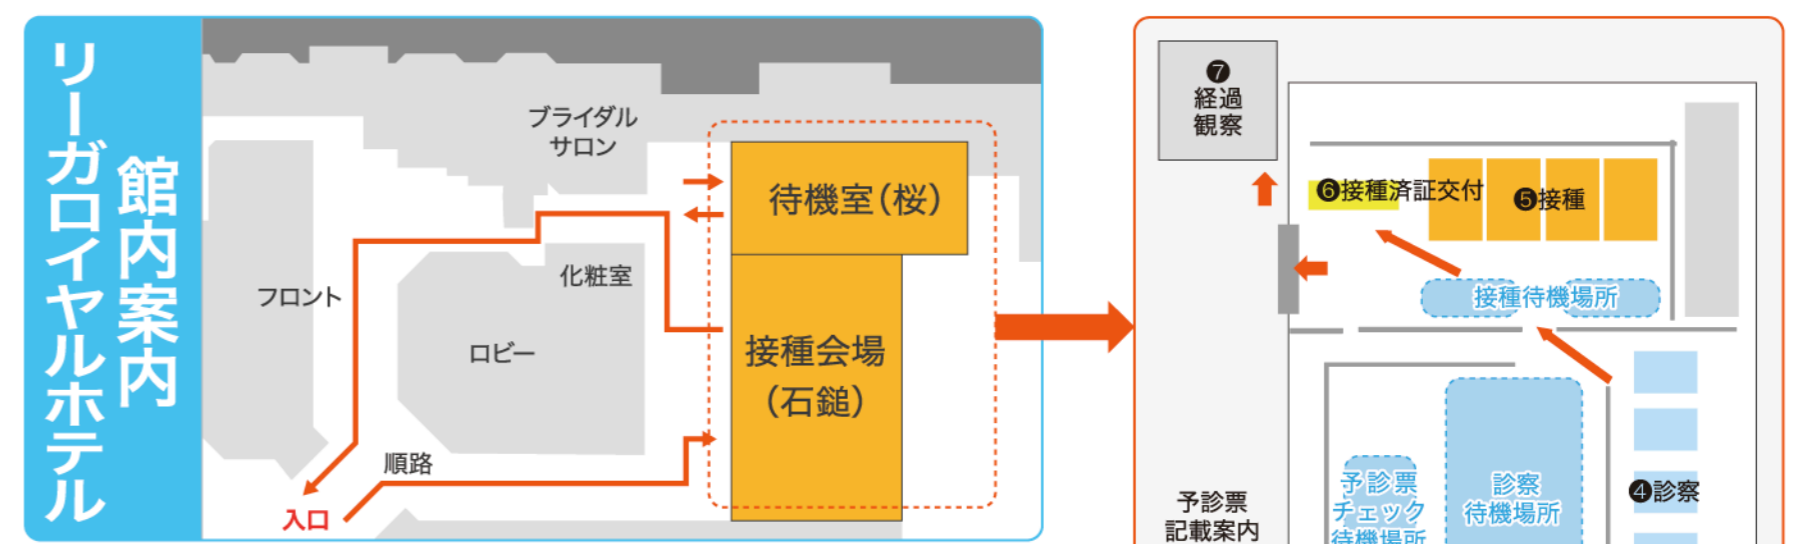 リーガロイヤルホテル
館内案内
ブライダル
サロン
待機室（桜）
化粧室
フロント
ロビー
接種会場
（石鎚）
順路
入口
❼
経過
観察
❻接種済証交付
❺接種
接種待機場所
予診票
チェック
待機場所
診察
待機場所
❹診察
予診票
記載案内